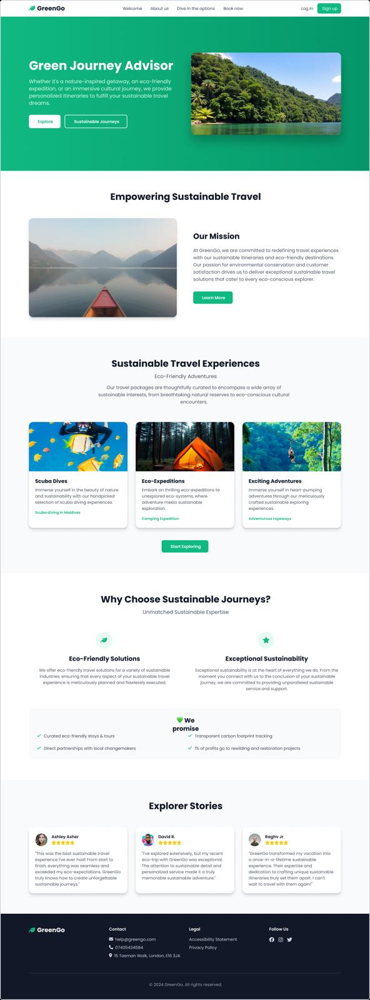 GreenGo
Welcome
About us
Dive in the options
Book now
Log In
Sign up
Green Journey Advisor
Whether it's a nature-inspired getaway, an eco-friendly
expedition, or an immersive cultural journey, we provide
personalized itineraries to fulfill your sustainable travel
dreams.
Explore
Sustainable Journeys
Empowering Sustainable Travel
Our Mission
At GreenGo, we are committed to redefining travel experiences
with our sustainable itineraries and eco-friendly destinations.
Our passion for environmental conservation and customer
satisfaction drives us to deliver exceptional sustainable travel
solutions that cater to every eco-conscious explorer.
Learn More
Sustainable Travel Experiences
Eco-Friendly Adventures
Our travel packages are thoughtfully curated to encompass a wide array of
sustainable interests, from breathtaking natural reserves to eco-conscious cultural
encounters.
Scuba Dives
Immerse yourself in the beauty of nature
and sustainability with our handpicked
selection of scuba diving experiences.
Scuba diving in Maldives
Eco-Expeditions
Embark on thrilling eco-expeditions to
unexplored eco-systems, where
adventure meets sustainable
exploration.
Camping Expedition
Exciting Adventures
Immerse yourself in heart-pumping
adventures through our meticulously
crafted sustainable exploring
experiences.
Adventurous ropeways
Start Exploring
Why Choose Sustainable Journeys?
Unmatched Sustainable Expertise
Eco-Friendly Solutions
We offer eco-friendly travel solutions for a variety of sustainable
industries, ensuring that every aspect of your sustainable travel
experience is meticulously planned and flawlessly executed.
Exceptional Sustainability
Exceptional sustainability is at the heart of everything we do. From the
moment you connect with us to the conclusion of your sustainable
journey, we are committed to providing unparalleled sustainable
service and support.
💚 We
promise
Curated eco-friendly stays & tours
Transparent carbon footprint tracking
Direct partnerships with local changemakers
1% of profits go to rewilding and restoration projects
Explorer Stories
Ashley Asher
"This was the best sustainable travel
experience I've ever had! From start to
finish, everything was seamless and
exceeded my eco-expectations. GreenGo
truly knows how to create unforgettable
sustainable journeys."
David R.
"I've explored extensively, but my recent
eco-trip with GreenGo was exceptional.
The attention to sustainable detail and
personalized service made it a truly
memorable sustainable adventure."
Raghv Jr
"GreenGo transformed my vacation into
a once-in-a-lifetime sustainable
experience. Their expertise and
dedication to crafting unique sustainable
itineraries truly set them apart. I can't
wait to travel with them again!"
GreenGo
Contact
help@greengo.com
07405434584
15 Tasman Walk, London, E16 3JA
Legal
Accessibility Statement
Privacy Policy
Follow Us
© 2024 GreenGo. All rights reserved.